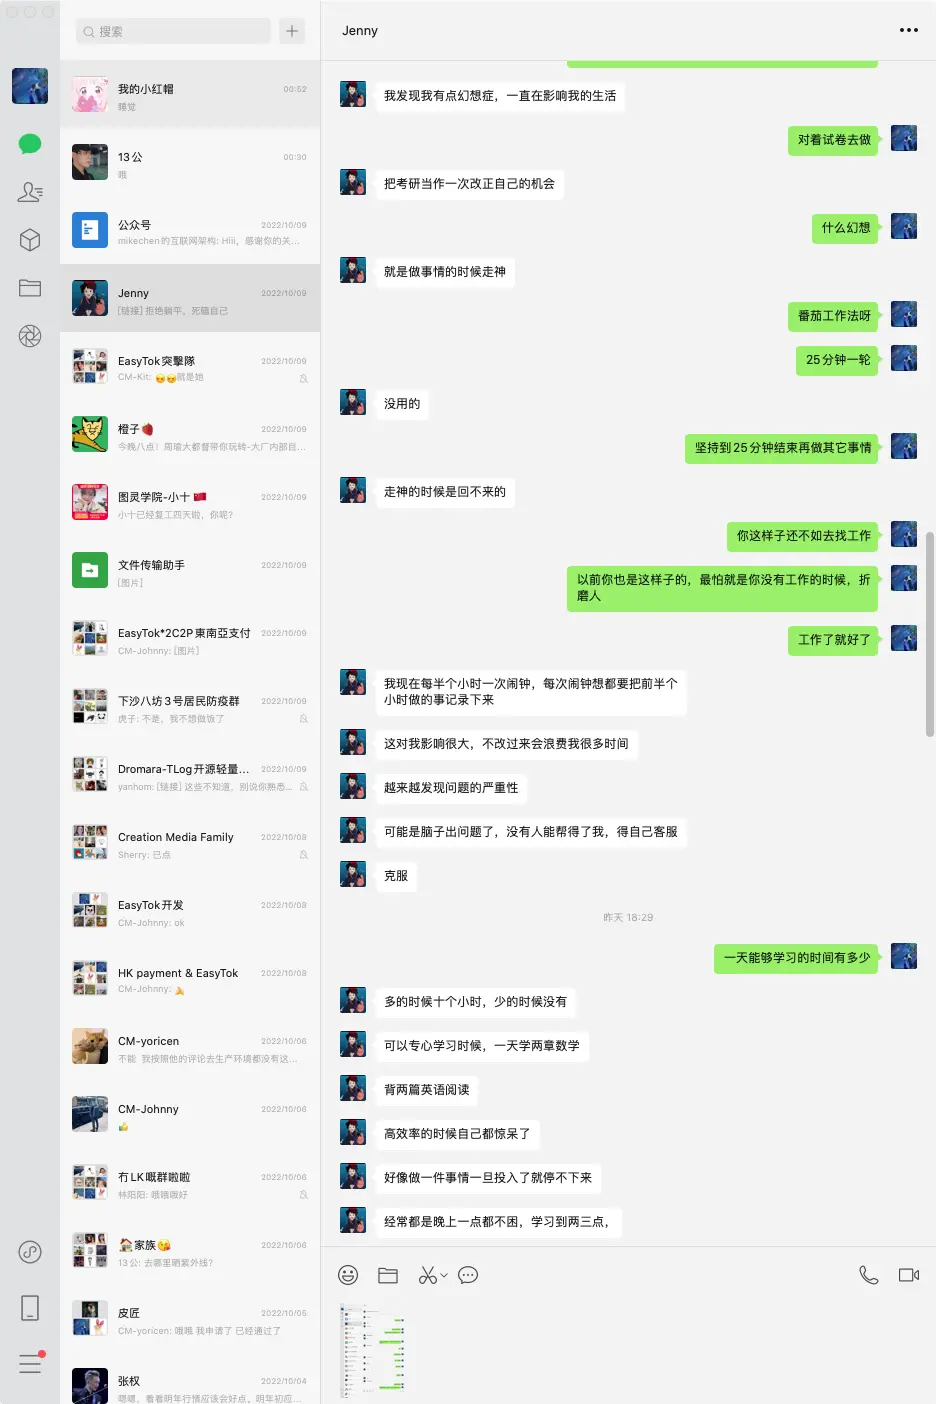 搜索
我的小红帽
00:52
睡觉
13公
00:30
哦
公众号
2022/10/09
mikechen的互联网架构: Hiii，感谢你的关...
Jenny
2022/10/09
[链接] 拒绝躺平，死磕自己
EasyTok突擊隊
2022/10/09
CM-Kit: 😝😝就是她
橙子🍓
2022/10/09
今晚八点！周瑜大都督带你玩转-大厂内部目...
图灵学院-小十 🇨🇳
2022/10/09
小十已经复工四天啦，你呢?
文件传输助手
2022/10/09
[图片]
EasyTok*2C2P東南亞支付
2022/10/09
CM-Johnny: [图片]
下沙八坊3号居民防疫群
2022/10/09
虎子: 不是，我不想做饭了
Dromara-TLog开源轻量...
2022/10/09
yanhom: [链接] 这些不知道，别说你熟悉...
Creation Media Family
2022/10/08
Sherry: 已点
EasyTok开发
2022/10/08
CM-Johnny: ok
HK payment & EasyTok
2022/10/08
CM-Johnny: 💪
CM-yoricen
2022/10/06
不能 我按照他的评论去生产环境都没有这...
CM-Johnny
2022/10/06
👍
冇LK嘅群啦啦
2022/10/06
林阳阳: 哦哦哦好
🏠家族😘
2022/10/06
13公: 去哪里晒紫外线?
皮匠
2022/10/05
CM-yoricen: 哦哦 我申请了 已经通过了
张权
2022/10/04
嗯嗯，看看明年行情应该会好点，明年初应...
Jenny
我发现我有点幻想症，一直在影响我的生活
对着试卷去做
把考研当作一次改正自己的机会
什么幻想
就是做事情的时候走神
番茄工作法呀
25分钟一轮
没用的
坚持到25分钟结束再做其它事情
走神的时候是回不来的
你这样子还不如去找工作
以前你也是这样子的，最怕就是你没有工作的时候，折
磨人
工作了就好了
我现在每半个小时一次闹钟，每次闹钟想都要把前半个
小时做的事记录下来
这对我影响很大，不改过来会浪费我很多时间
越来越发现问题的严重性
可能是脑子出问题了，没有人能帮得了我，得自己客服
克服
昨天 18:29
一天能够学习的时间有多少
多的时候十个小时，少的时候没有
可以专心学习时候，一天学两章数学
背两篇英语阅读
高效率的时候自己都惊呆了
好像做一件事情一旦投入了就停不下来
经常都是晚上一点都不困，学习到两三点，